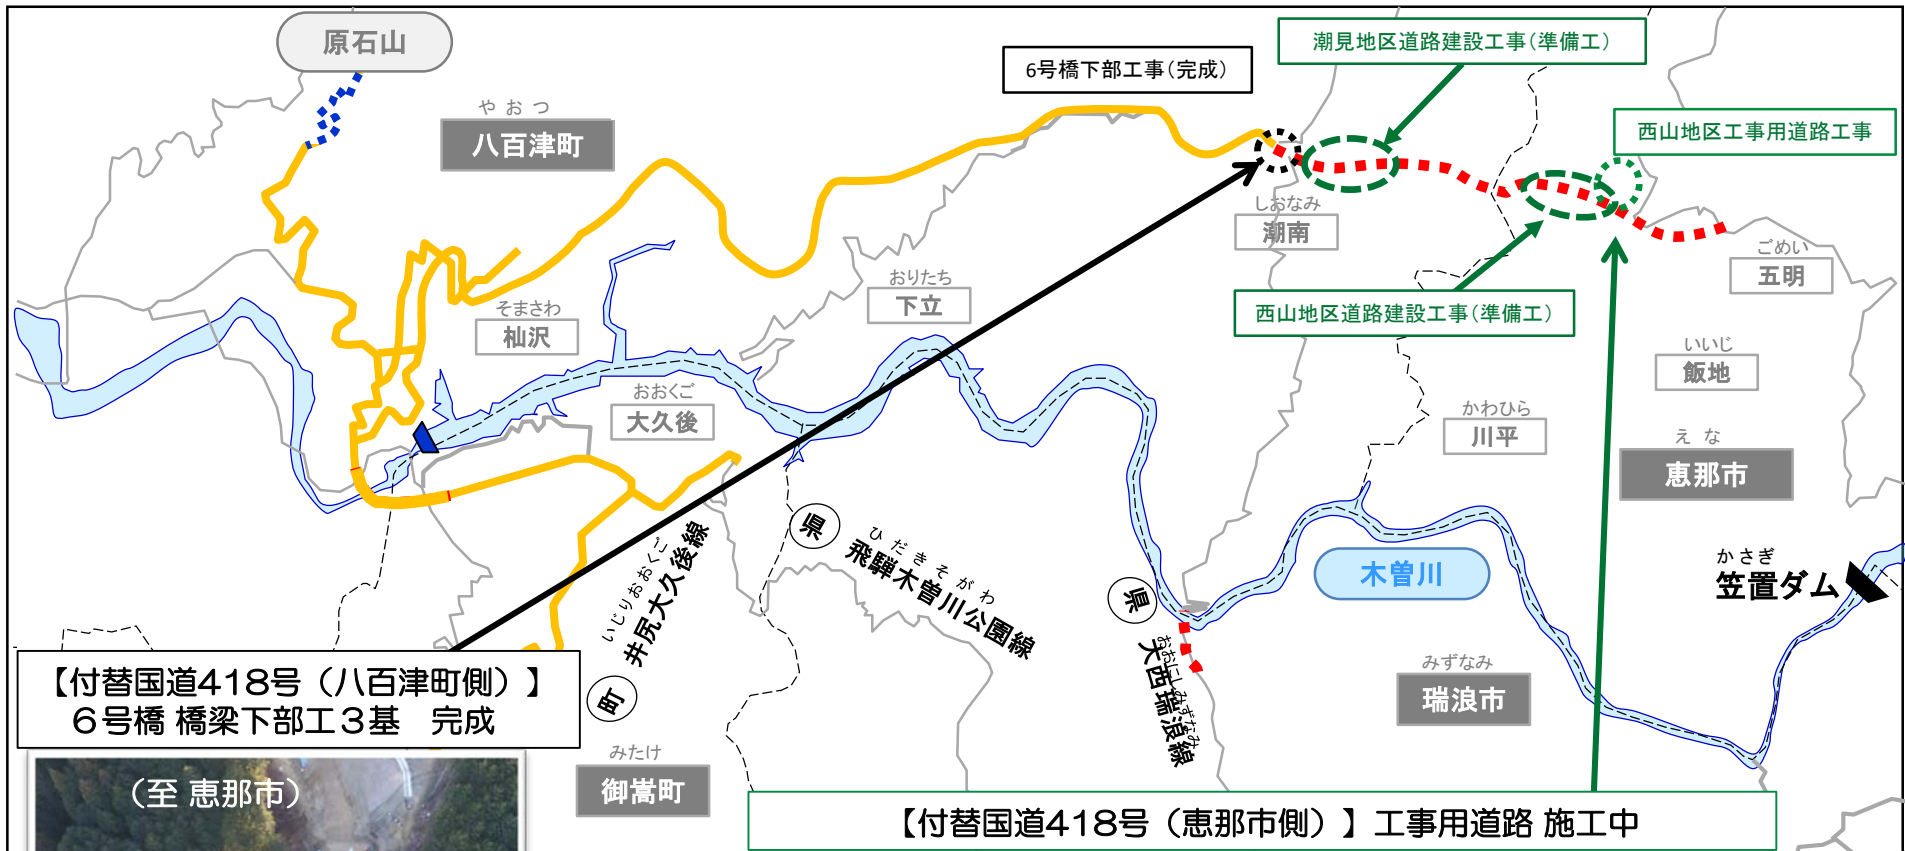 原石山
潮見地区道路建設工事(準備工)
6号橋下部工事(完成)
やおつ
八百津町
西山地区工事用道路工事
しおなみ
潮南
ごめい
五明
おりたち
下立
そまさわ
杣沢
西山地区道路建設工事(準備工)
いいじ
飯地
おおくご
大久後
かわひら
川平
えな
恵那市
県
ひだきそがわ
飛騨木曽川公園線
いじりおおくご
井尻大久後線
町
木曽川
かさぎ
笠置ダム
県
おおにしみずなみ
大西瑞浪線
みずなみ
瑞浪市
【付替国道418号(八百津町側)】
6号橋 橋梁下部工3基 完成
みたけ
御嵩町
(至 恵那市)
【付替国道418号(恵那市側)】工事用道路 施工中